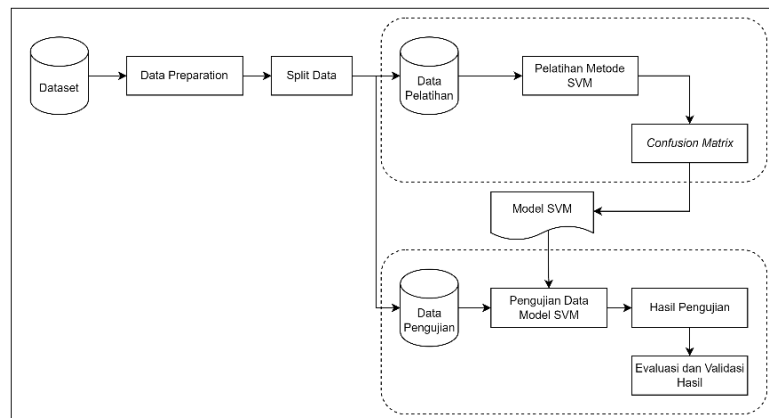 Dataset
Data Preparation
Split Data
Data
Pelatihan
Pelatihan Metode
SVM
Confusion Matrix
Model SVM
Data
Pengujian
Pengujian Data
Model SVM
Hasil Pengujian
Evaluasi dan Validasi
Hasil